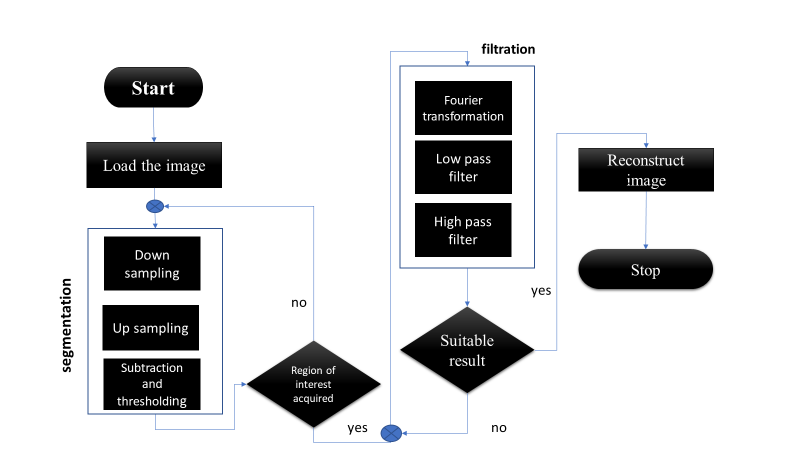 Start
Load the image
segmentation
Down
sampling
Up sampling
Subtraction
and
thresholding
Region of
interest
acquired
no
yes
filtration
Fourier
transformation
Low pass
filter
High pass
filter
Suitable
result
no
yes
Reconstruct
image
Stop